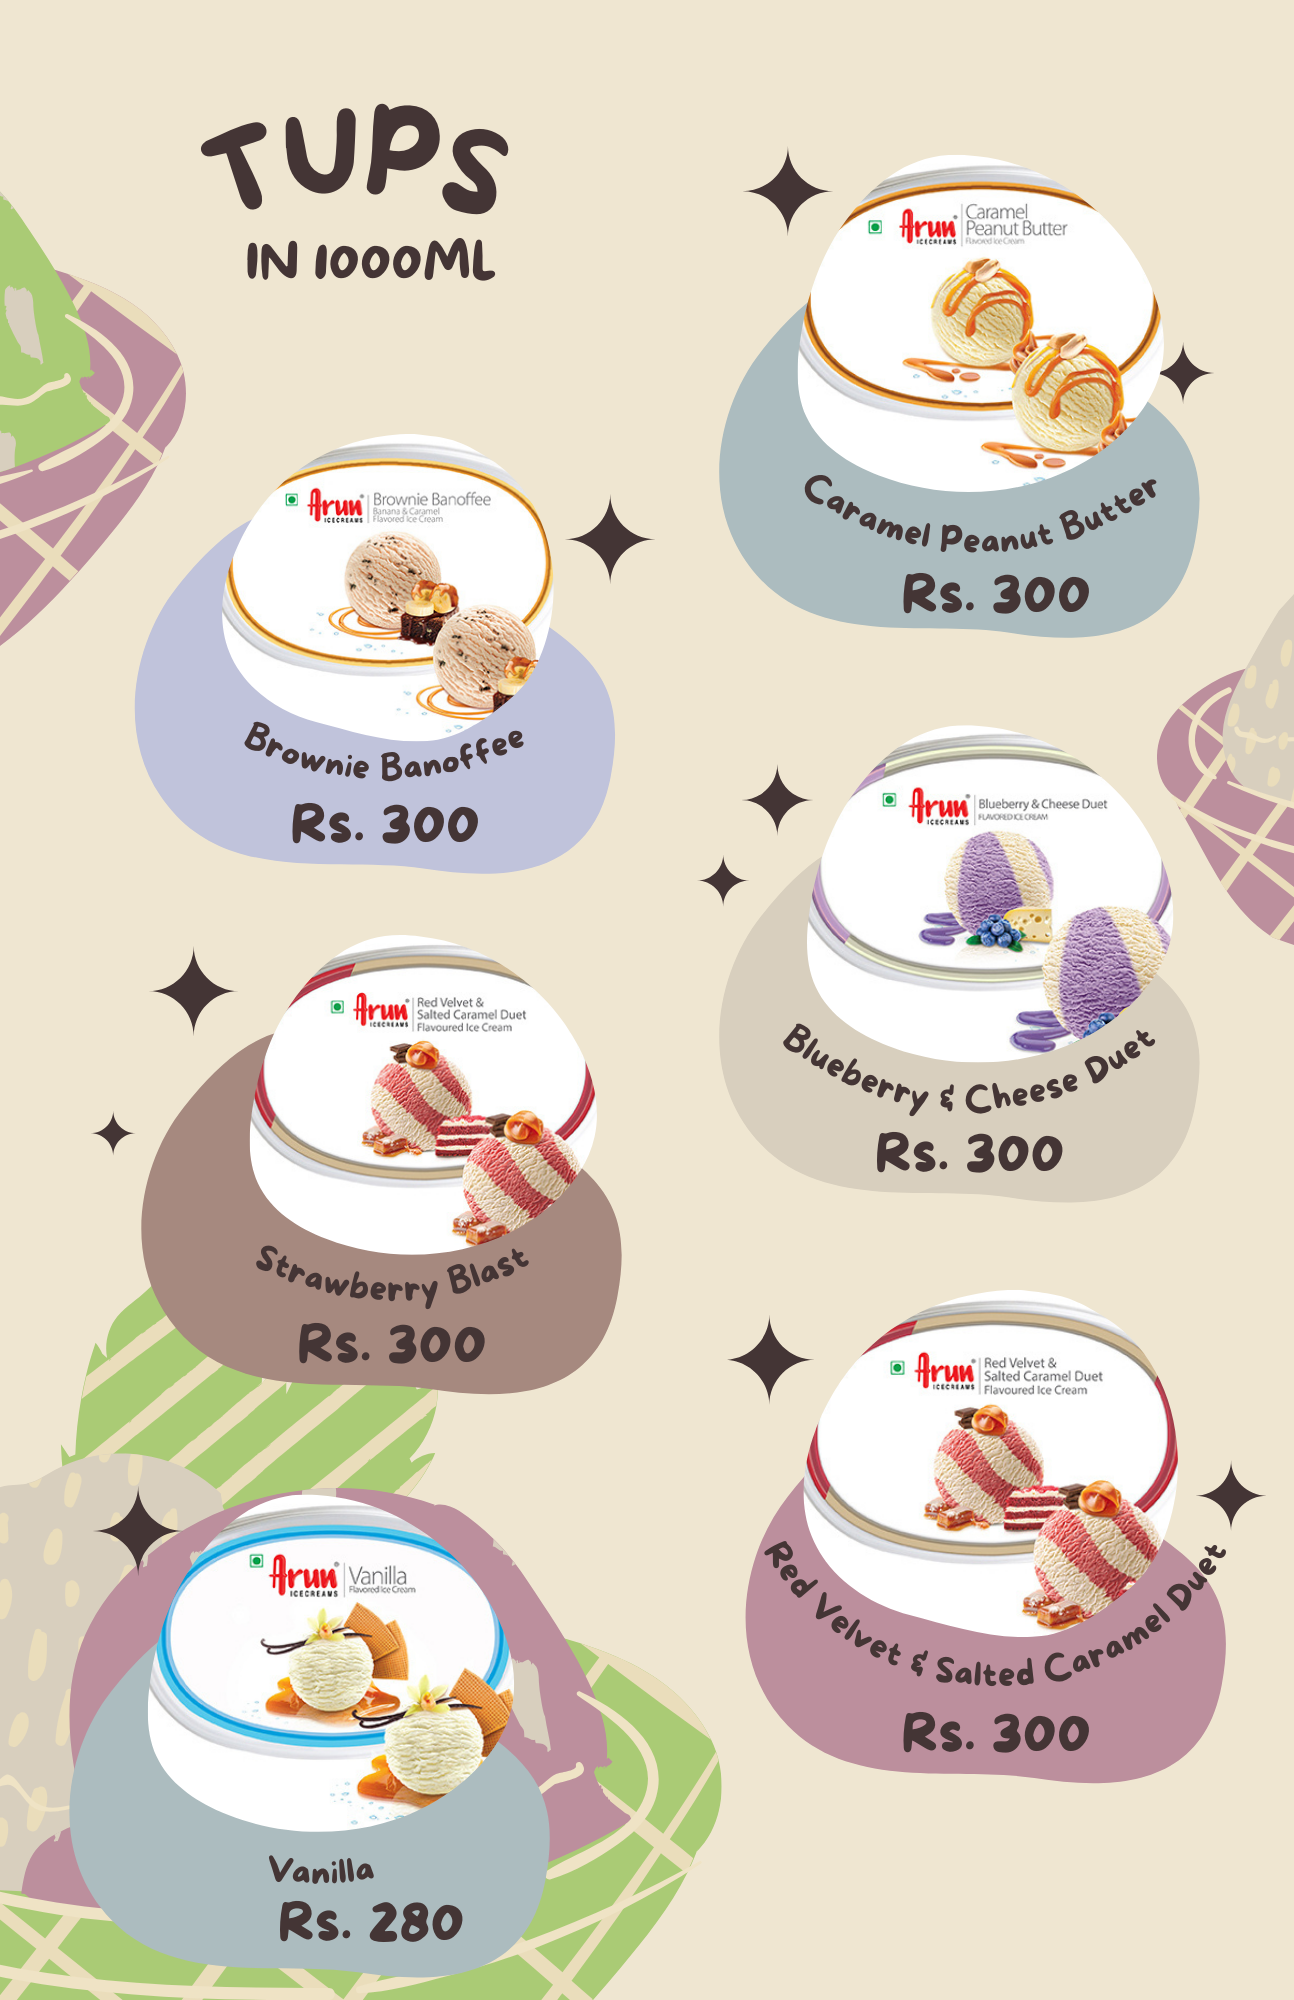 TUPS
IN 1000ML
Arun
ICECREAMS
Caramel
Peanut Butter
Flavored Ice Cream
Caramel Peanut Butter
Rs. 300
Arun
ICECREAMS
Brownie Banoffee
Banana & Caramel
Flavored Ice Cream
Brownie Banoffee
Rs. 300
Arun
ICECREAMS
Blueberry & Cheese Duet
FLAVORED ICE CREAM
Blueberry & Cheese Duet
Rs. 300
Arun
ICECREAMS
Red Velvet &
Salted Caramel Duet
Flavoured Ice Cream
Strawberry Blast
Rs. 300
Arun
ICECREAMS
Red Velvet &
Salted Caramel Duet
Flavoured Ice Cream
Red Velvet & Salted Caramel Duet
Rs. 300
Arun
ICECREAMS
Vanilla
Flavored Ice Cream
Vanilla
Rs. 280